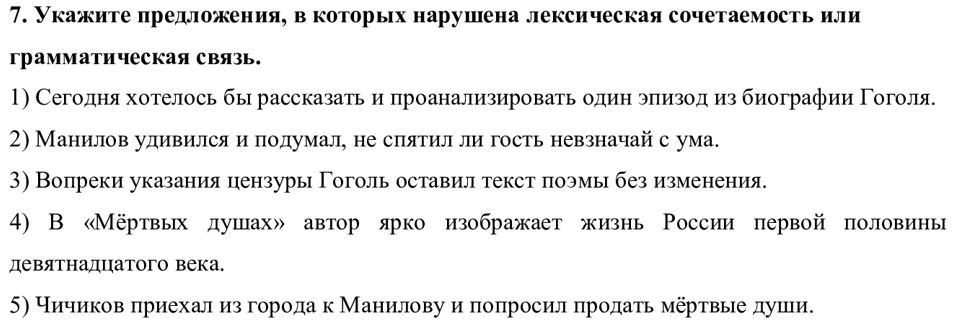 7. Укажите предложения, в которых нарушена лексическая сочетаемость или
грамматическая связь.
1) Сегодня хотелось бы рассказать и проанализировать один эпизод из биографии Гоголя.
2) Манилов удивился и подумал, не спятил ли гость невзначай с ума.
3) Вопреки указания цензуры Гоголь оставил текст поэмы без изменения.
4) В «Мёртвых душах» автор ярко изображает жизнь России первой половины
девятнадцатого века.
5) Чичиков приехал из города к Манилову и попросил продать мёртвые души.